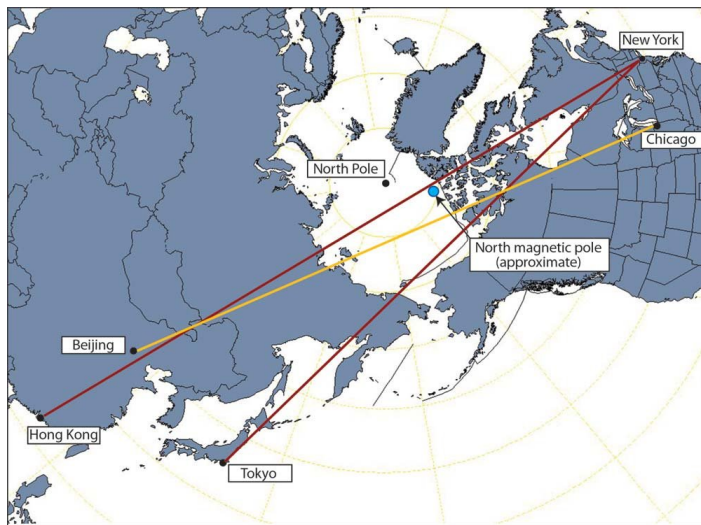 New York
Chicago
North Pole
North magnetic pole
(approximate)
Beijing
Hong Kong
Tokyo